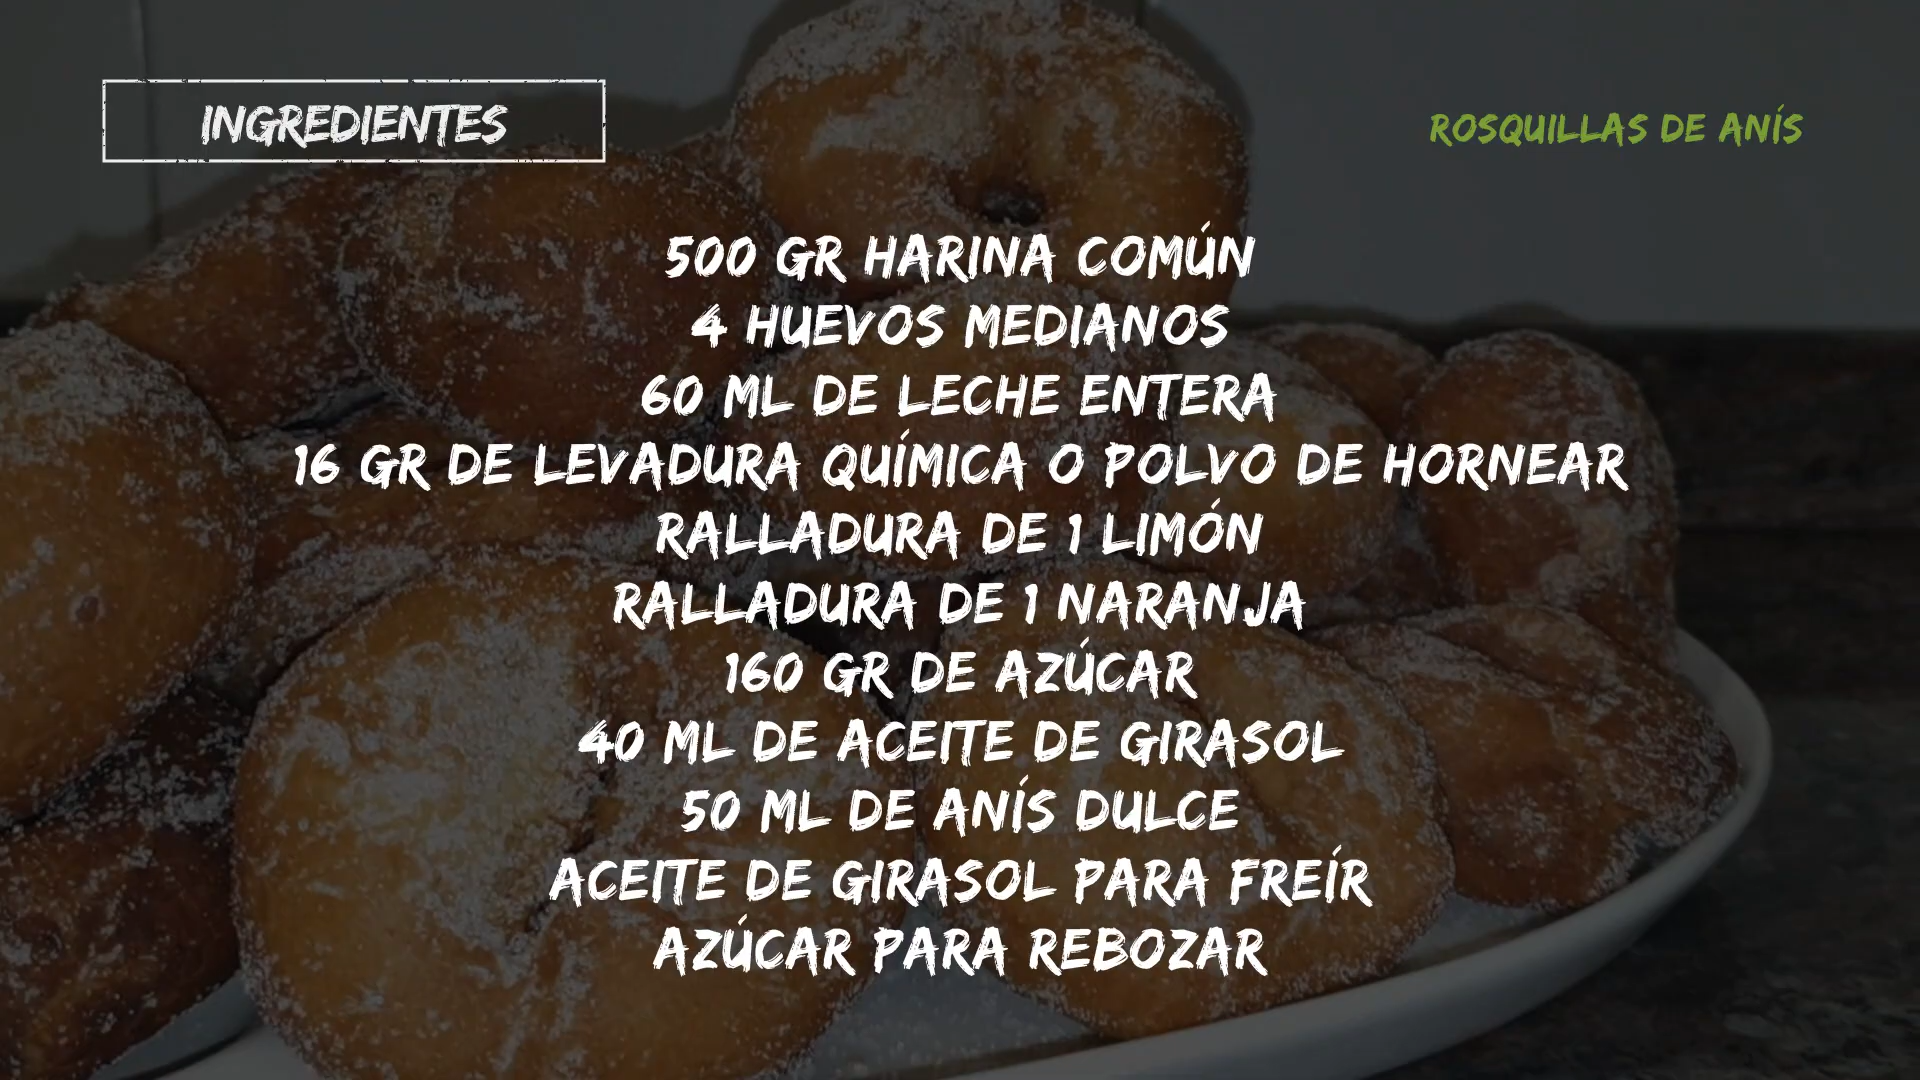 INGREDIENTES
ROSQUILLAS DE ANÍS
500 GR HARINA COMÚN
4 HUEVOS MEDIANOS
60 ML DE LECHE ENTERA
16 GR DE LEVADURA QUÍMICA O POLVO DE HORNEAR
RALLADURA DE 1 LIMÓN
RALLADURA DE 1 NARANJA
160 GR DE AZÚCAR
40 ML DE ACEITE DE GIRASOL
50 ML DE ANÍS DULCE
ACEITE DE GIRASOL PARA FREÍR
AZÚCAR PARA REBOZAR